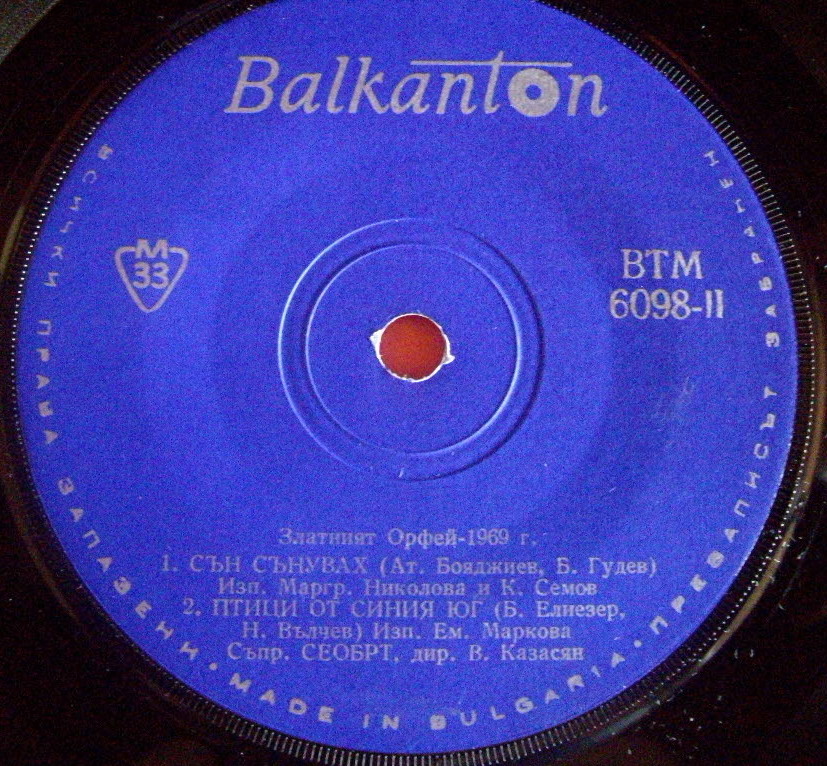 Balkanton
M
33
ВТМ
6098-II
Златният Орфей-1969 г.
1. СЪН СЪНУВАХ (Ат. Бояджиев, Б. Гудев)
Изп. Маргр. Николова и К. Семов
2. ПТИЦИ ОТ СИНИЯ ЮГ (Б. Елиезер,
Н. Вълчев) Изп. Ем. Маркова
Съпр. СЕОБРТ, дир. В. Казасян
ВСИЧКИ ПРАВА ЗАПАЗЕНИ • MADE IN BULGARIA • ПРЕЗАПИСЪТ ЗАБРАНЕН